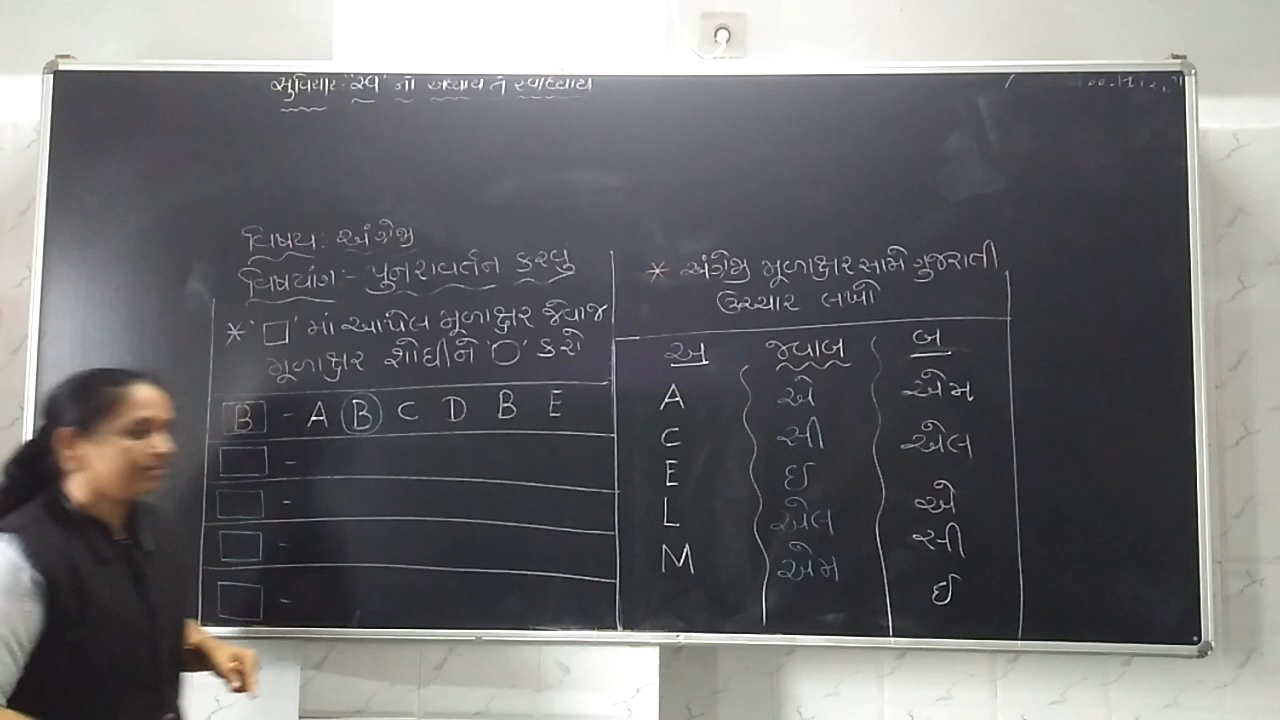 સુવિચાર: "સ્વ" નો અધ્યાય તે સ્વાધ્યાય
વિષય: અંગ્રેજી
વિષયાંગ:- પુનરાવર્તન કરવુ
* '□' માં આપેલ મૂળાક્ષર જેવાજ
મૂળાક્ષર શોધીને '○' કરો
B - A B C D B E
-
-
-
-
* અંગ્રેજી મૂળાક્ષર સામે ગુજરાતી
ઉચ્ચાર લખો
અ જવાબ બ
A એ એમ
C સી એલ
E ઈ એ
L એલ સી
M એમ ઈ